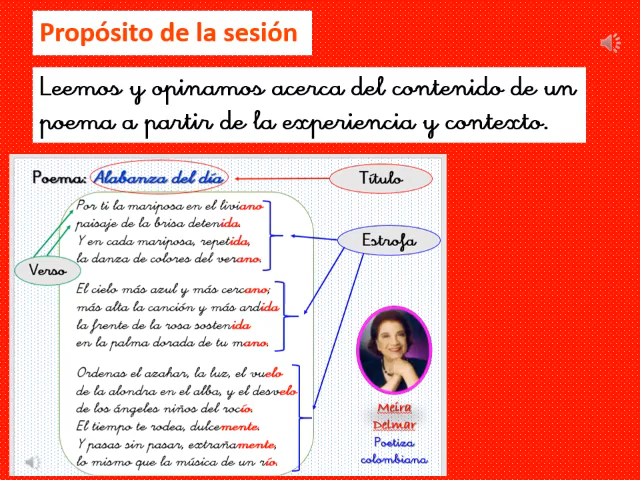 Propósito de la sesión
Leemos y opinamos acerca del contenido de un
poema a partir de la experiencia y contexto.
Poema: Alabanza del día
Título
Por ti la mariposa en el liviano
paisaje de la brisa detenida.
Y en cada mariposa, repetida,
la danza de colores del verano.
Estrofa
Verso
El cielo más azul y más cercano;
más alta la canción y más ardida
la frente de la rosa sostenida
en la palma dorada de tu mano.
Ordenas el azahar, la luz, el vuelo
de la alondra en el alba, y el desvelo
de los ángeles niños del rocío.
El tiempo te rodea, dulcemente.
Y pasas sin pasar, extrañamente,
lo mismo que la música de un río.
Meira
Delmar
Poetiza
colombiana